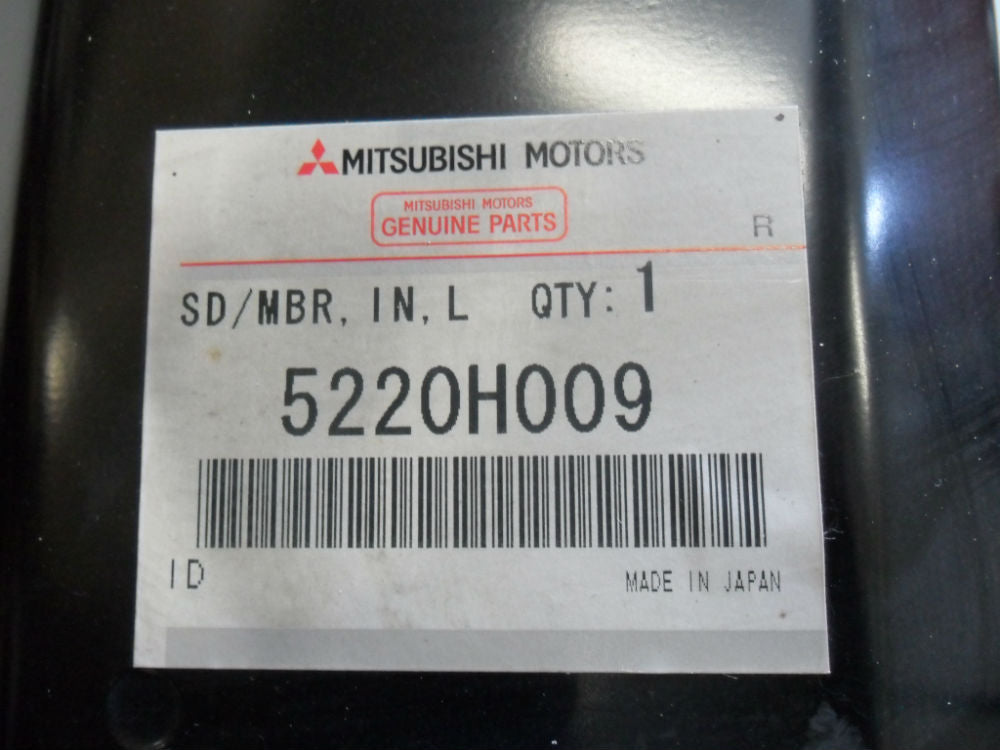 MITSUBISHI MOTORS
MITSUBISHI MOTORS
GENUINE PARTS
R
SD/MBR, IN, L QTY: 1
5220H009
ID MADE IN JAPAN